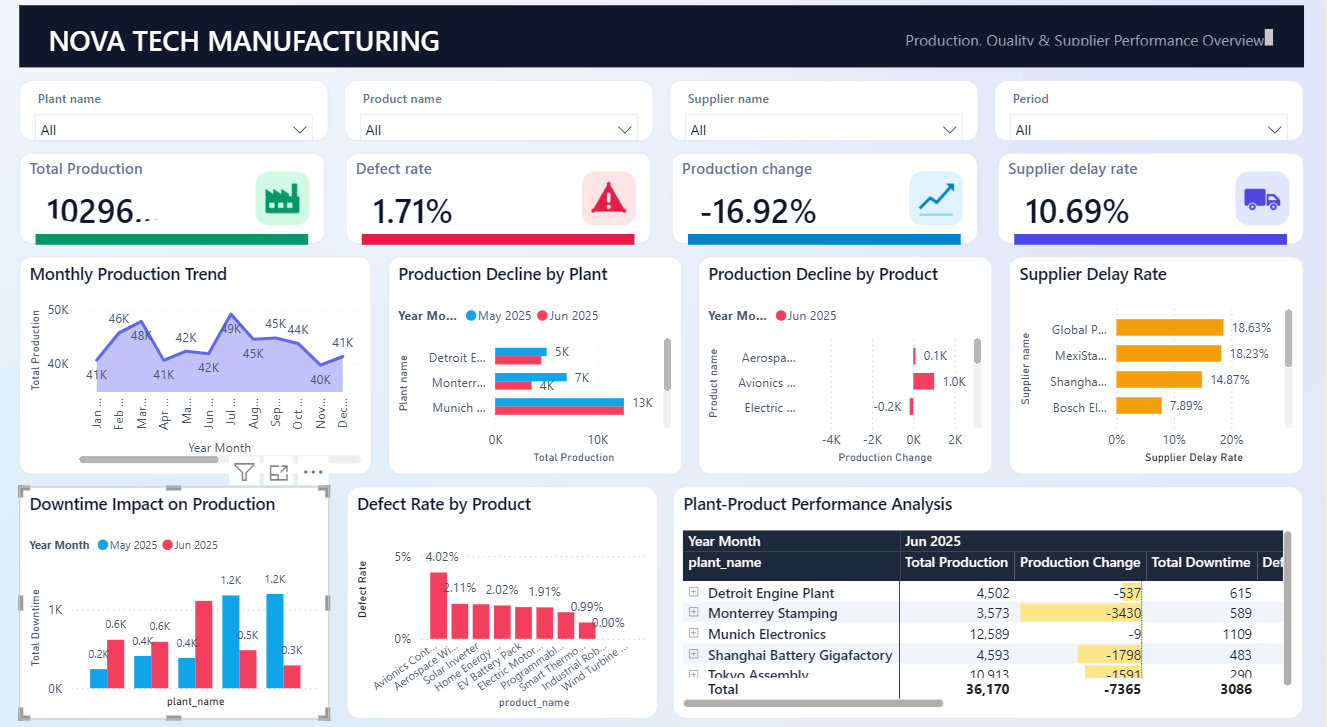 NOVA TECH MANUFACTURING
Production, Quality & Supplier Performance Overview
Plant name
Product name
Supplier name
Period
All
All
All
All
Total Production
Defect rate
Production change
Supplier delay rate
10296...
1.71%
-16.92%
10.69%
Monthly Production Trend
50K
40K
Total Production
41K
46K
48K
41K
42K
42K
49K
45K
45K
44K
40K
41K
Jan ...
Feb ...
Mar...
Apr ...
Ma...
Jun ...
Jul ...
Aug...
Sep...
Oct ...
Nov...
Dec...
Year Month
Production Decline by Plant
Year Mo...
May 2025
Jun 2025
Plant name
Detroit E...
5K
Monterr...
7K
4K
Munich ...
13K
0K
10K
Total Production
Production Decline by Product
Year Mo...
Jun 2025
Product name
Aerospa...
0.1K
Avionics ...
1.0K
Electric ...
-0.2K
-4K
-2K
0K
2K
Production Change
Supplier Delay Rate
Supplier name
Global P...
18.63%
MexiSta...
18.23%
Shangha...
14.87%
Bosch El...
7.89%
0%
10%
20%
Supplier Delay Rate
Downtime Impact on Production
Year Month
May 2025
Jun 2025
Total Downtime
1K
0K
0.2K
0.6K
0.4K
0.6K
0.4K
1.2K
0.5K
1.2K
0.3K
plant_name
Defect Rate by Product
Defect Rate
5%
0%
4.02%
2.11%
2.02%
1.91%
0.99%
0.00%
Avionics Cont...
Aerospace Wi...
Solar Inverter
Home Energy ...
EV Battery Pack
Electric Motor...
Programmabl...
Smart Thermo...
Industrial Rob...
Wind Turbine ...
product_name
Plant-Product Performance Analysis
Year Month Jun 2025
plant_name Total Production Production Change Total Downtime Def
Detroit Engine Plant 4,502 -537 615
Monterrey Stamping 3,573 -3430 589
Munich Electronics 12,589 -9 1109
Shanghai Battery Gigafactory 4,593 -1798 483
Tokyo Assembly 10,913 -1591 290
Total 36,170 -7365 3086